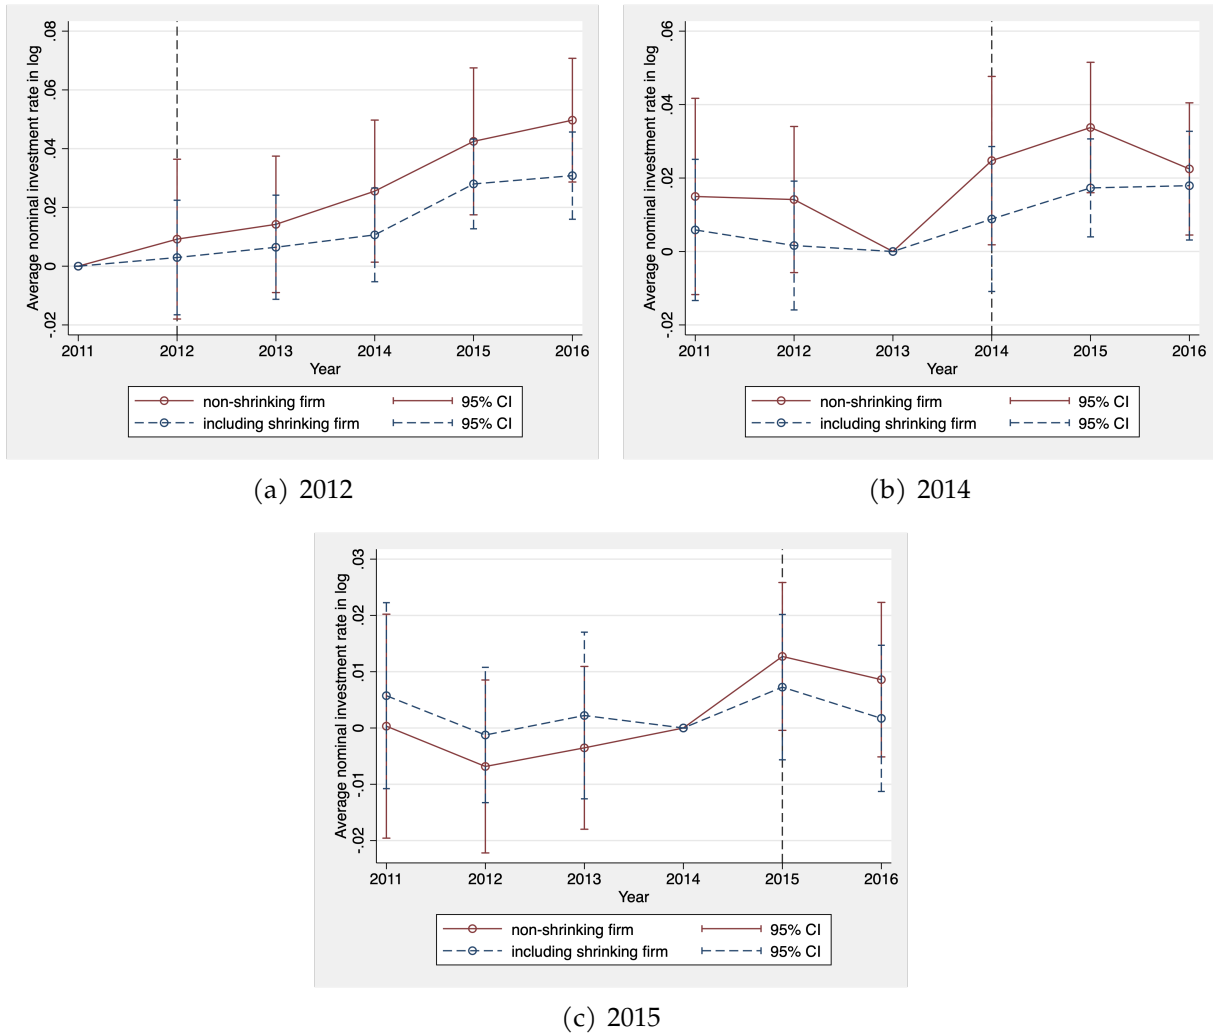 Average nominal investment rate in log
.08
.06
.04
.02
0
-.02
2011 2012 2013 2014 2015 2016
Year
non-shrinking firm 95% CI
including shrinking firm 95% CI
(a) 2012
Average nominal investment rate in log
.06
.04
.02
0
-.02
2011 2012 2013 2014 2015 2016
Year
non-shrinking firm 95% CI
including shrinking firm 95% CI
(b) 2014
Average nominal investment rate in log
.03
.02
.01
0
-.01
-.02
2011 2012 2013 2014 2015 2016
Year
non-shrinking firm 95% CI
including shrinking firm 95% CI
(c) 2015